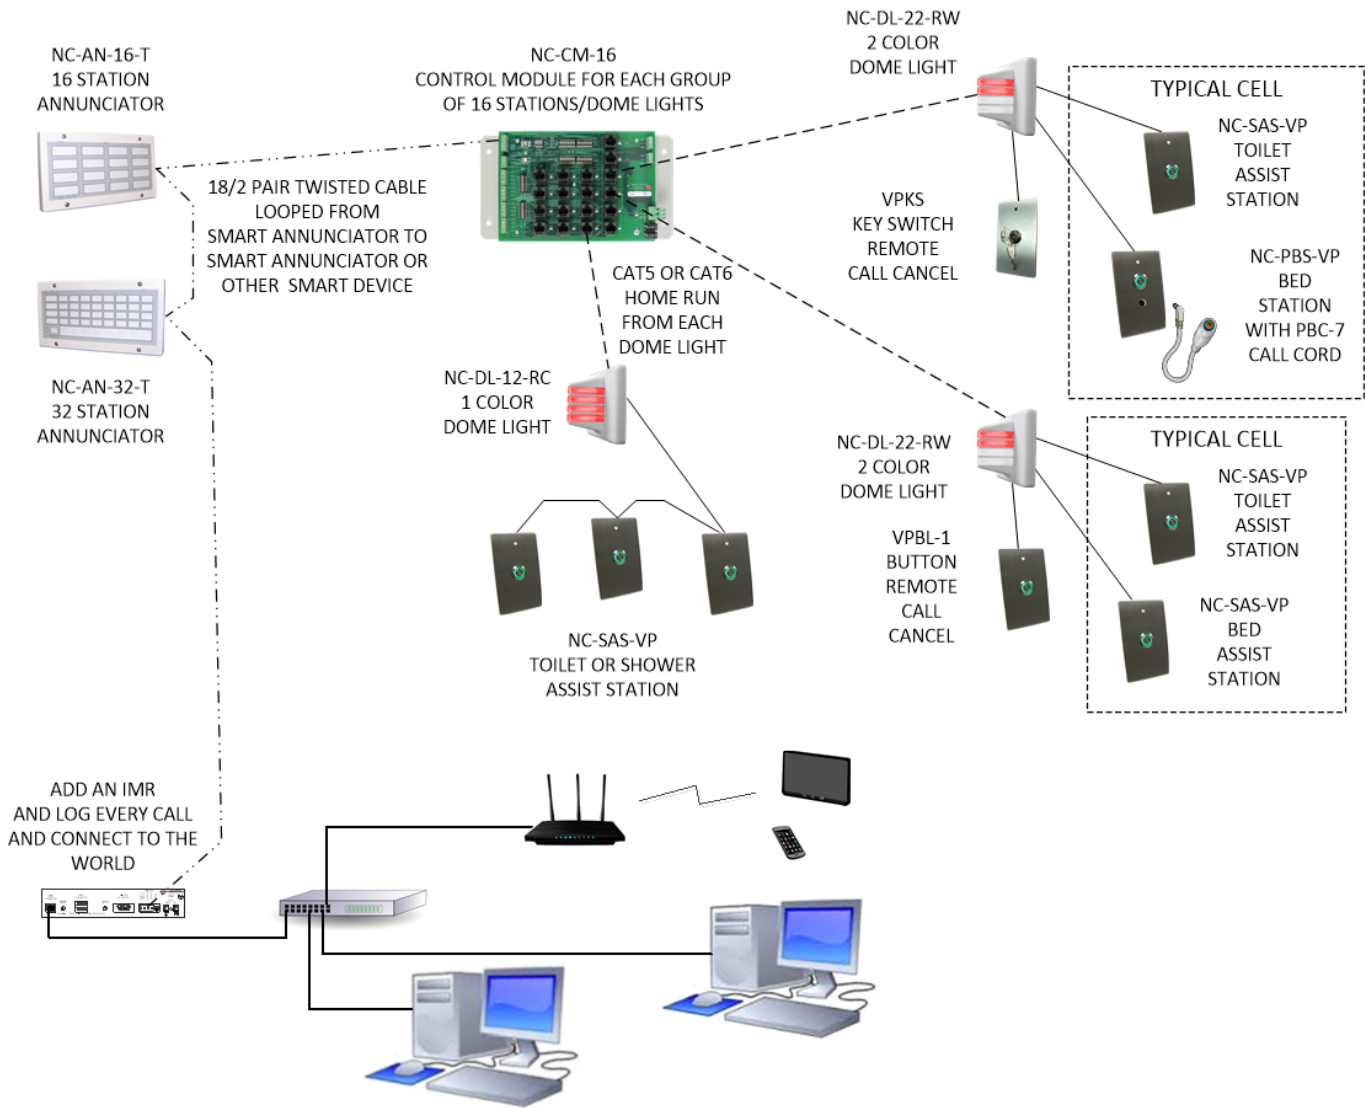 NC-AN-16-T
16 STATION
ANNUNCIATOR
NC-CM-16
CONTROL MODULE FOR EACH GROUP
OF 16 STATIONS/DOME LIGHTS
NC-DL-22-RW
2 COLOR
DOME LIGHT
TYPICAL CELL
NC-SAS-VP
TOILET
ASSIST
STATION
18/2 PAIR TWISTED CABLE
LOOPED FROM
SMART ANNUNCIATOR TO
SMART ANNUNCIATOR OR
OTHER SMART DEVICE
VPKS
KEY SWITCH
REMOTE
CALL CANCEL
NC-PBS-VP
BED
STATION
WITH PBC-7
CALL CORD
CAT5 OR CAT6
HOME RUN
FROM EACH
DOME LIGHT
NC-AN-32-T
32 STATION
ANNUNCIATOR
NC-DL-12-RC
1 COLOR
DOME LIGHT
NC-DL-22-RW
2 COLOR
DOME LIGHT
TYPICAL CELL
NC-SAS-VP
TOILET
ASSIST
STATION
VPBL-1
BUTTON
REMOTE
CALL
CANCEL
NC-SAS-VP
BED
ASSIST
STATION
NC-SAS-VP
TOILET OR SHOWER
ASSIST STATION
ADD AN IMR
AND LOG EVERY CALL
AND CONNECT TO THE
WORLD